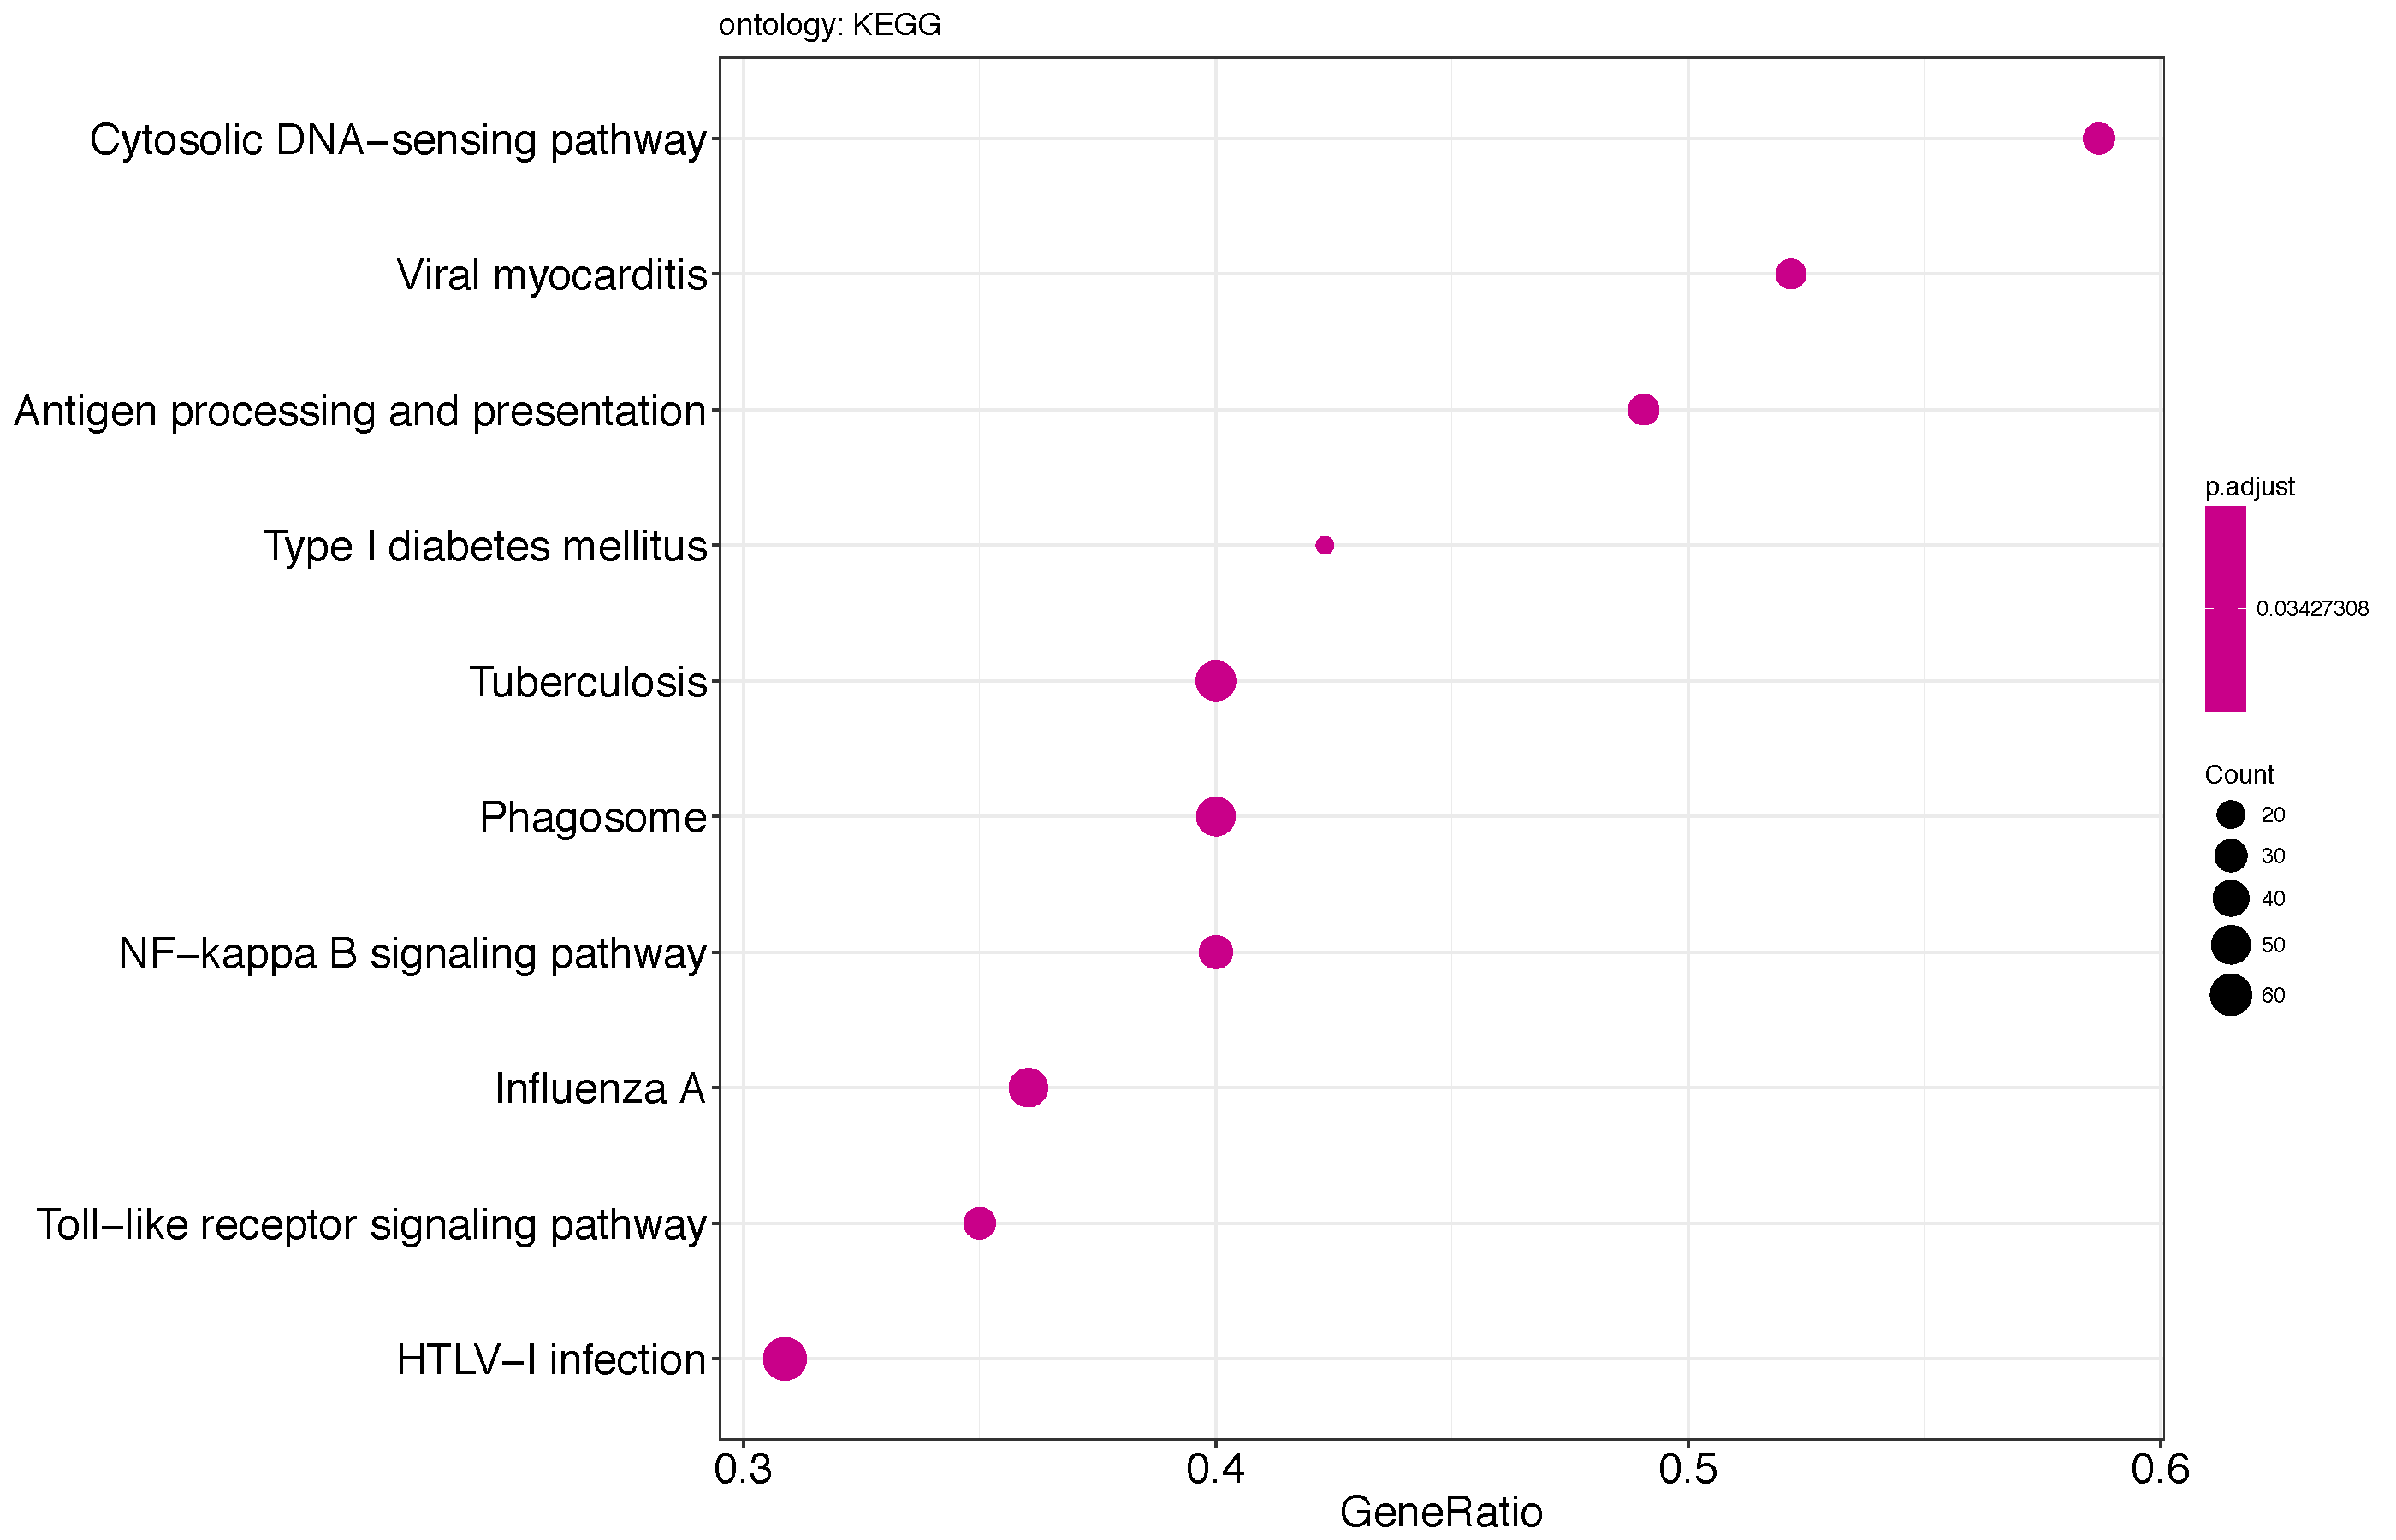 ontology: KEGG
Cytosolic DNA−sensing pathway
Viral myocarditis
Antigen processing and presentation
Type I diabetes mellitus
Tuberculosis
Phagosome
NF−kappa B signaling pathway
Influenza A
Toll−like receptor signaling pathway
HTLV−I infection
0.3 0.4 0.5 0.6
GeneRatio
p.adjust
0.03427308
Count
20
30
40
50
60